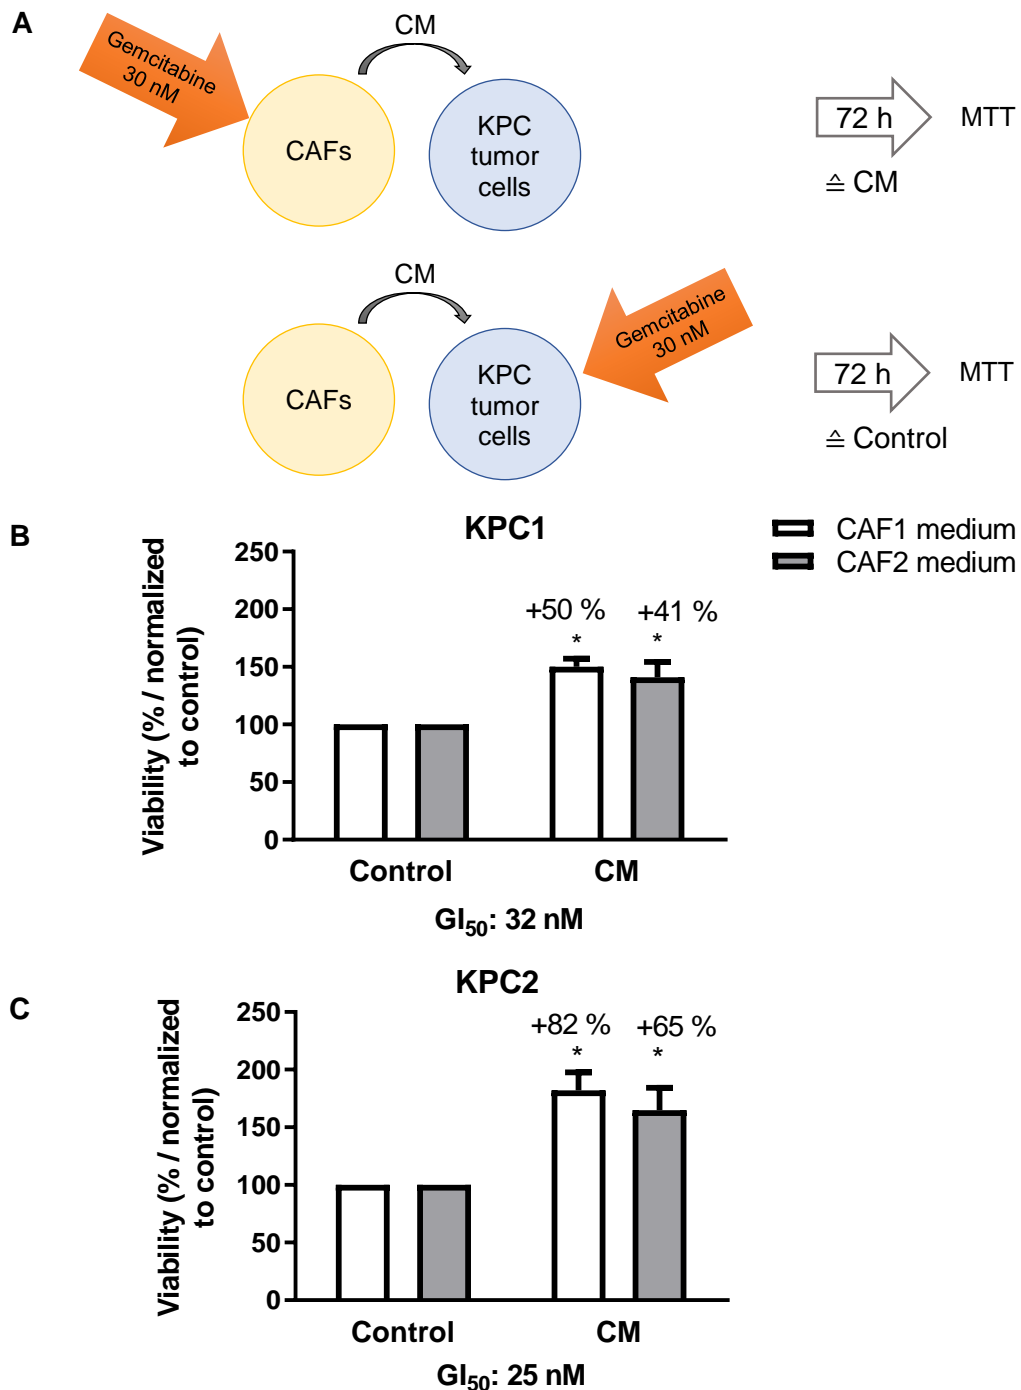 A
Gemcitabine
30 nM
CM
CAFs
KPC
tumor
cells
72 h
MTT
≙ CM
CM
CAFs
KPC
tumor
cells
Gemcitabine
30 nM
72 h
MTT
≙ Control
B
KPC1
CAF1 medium
CAF2 medium
Viability (% / normalized
to control)
250
200
150
100
50
0
+50 %
+41 %
*
*
Control
CM
GI₅₀: 32 nM
C
KPC2
Viability (% / normalized
to control)
250
200
150
100
50
0
+82 %
+65 %
*
*
Control
CM
GI₅₀: 25 nM